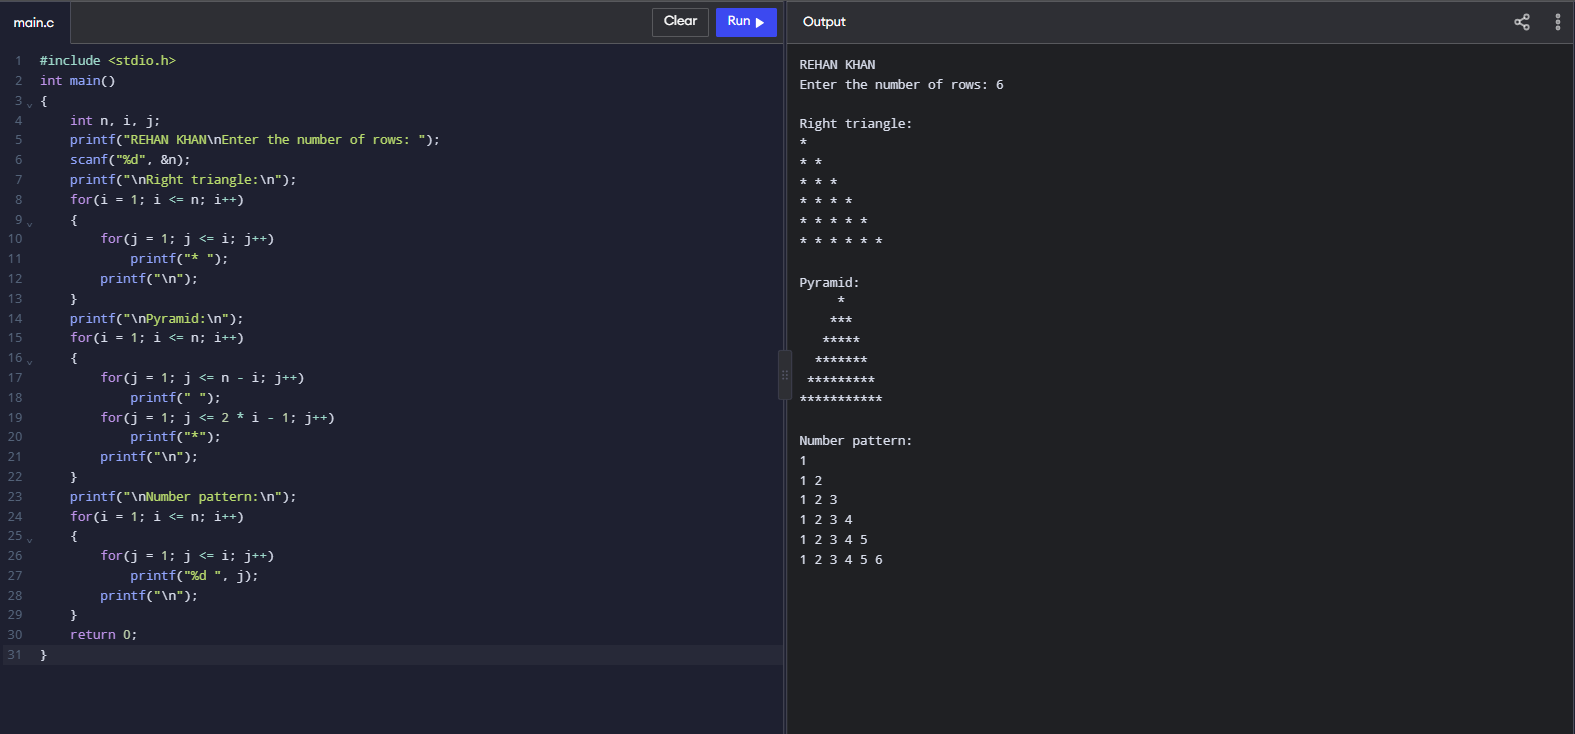 main.c
Clear
Run
1 #include <stdio.h>
2 int main()
3 {
4     int n, i, j;
5     printf("REHAN KHAN\nEnter the number of rows: ");
6     scanf("%d", &n);
7     printf("\nRight triangle:\n");
8     for(i = 1; i <= n; i++)
9     {
10         for(j = 1; j <= i; j++)
11             printf("* ");
12         printf("\n");
13     }
14     printf("\nPyramid:\n");
15     for(i = 1; i <= n; i++)
16     {
17         for(j = 1; j <= n - i; j++)
18             printf(" ");
19         for(j = 1; j <= 2 * i - 1; j++)
20             printf("*");
21         printf("\n");
22     }
23     printf("\nNumber pattern:\n");
24     for(i = 1; i <= n; i++)
25     {
26         for(j = 1; j <= i; j++)
27             printf("%d ", j);
28         printf("\n");
29     }
30     return 0;
31 }
Output
REHAN KHAN
Enter the number of rows: 6

Right triangle:
*
* *
* * *
* * * *
* * * * *
* * * * * *

Pyramid:
     *
    ***
   *****
  *******
 *********
***********

Number pattern:
1
1 2
1 2 3
1 2 3 4
1 2 3 4 5
1 2 3 4 5 6